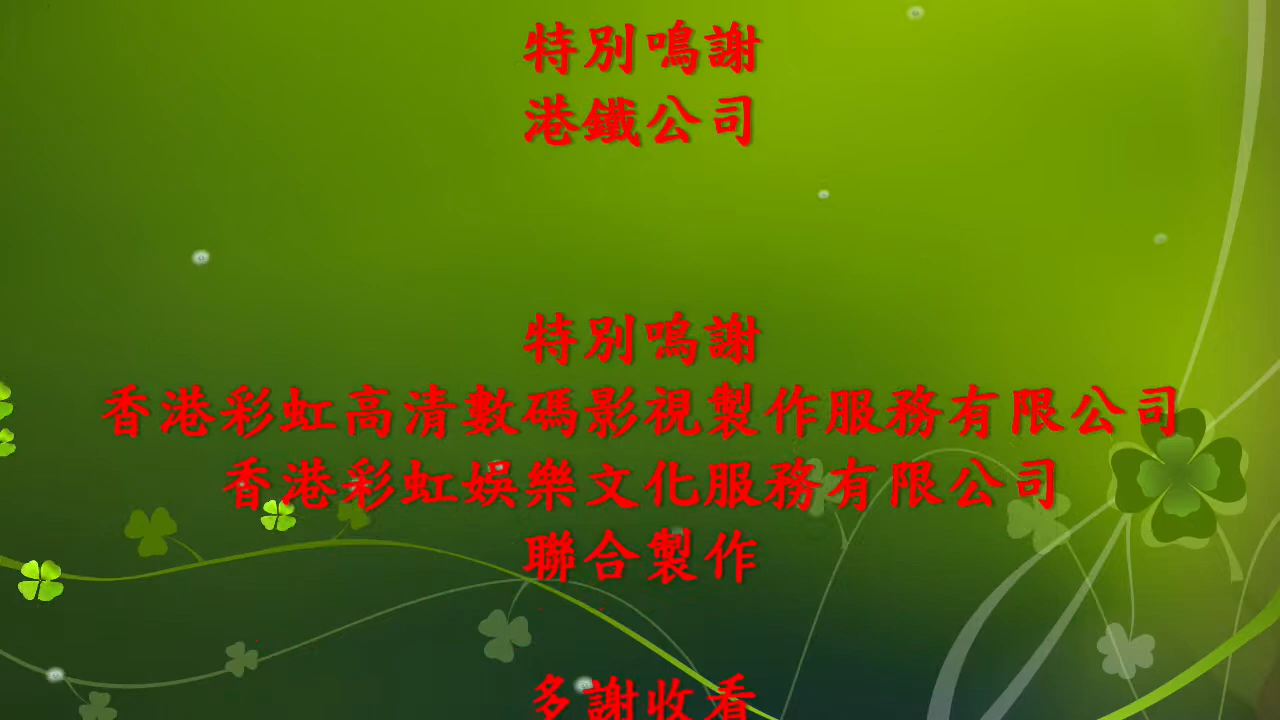 特別鳴謝
港鐵公司
特別嗚謝
香港彩虹高清數碼影視製作服務有限公司
香港彩虹娛樂文化服務有限公司
聯合製作
多謝收看